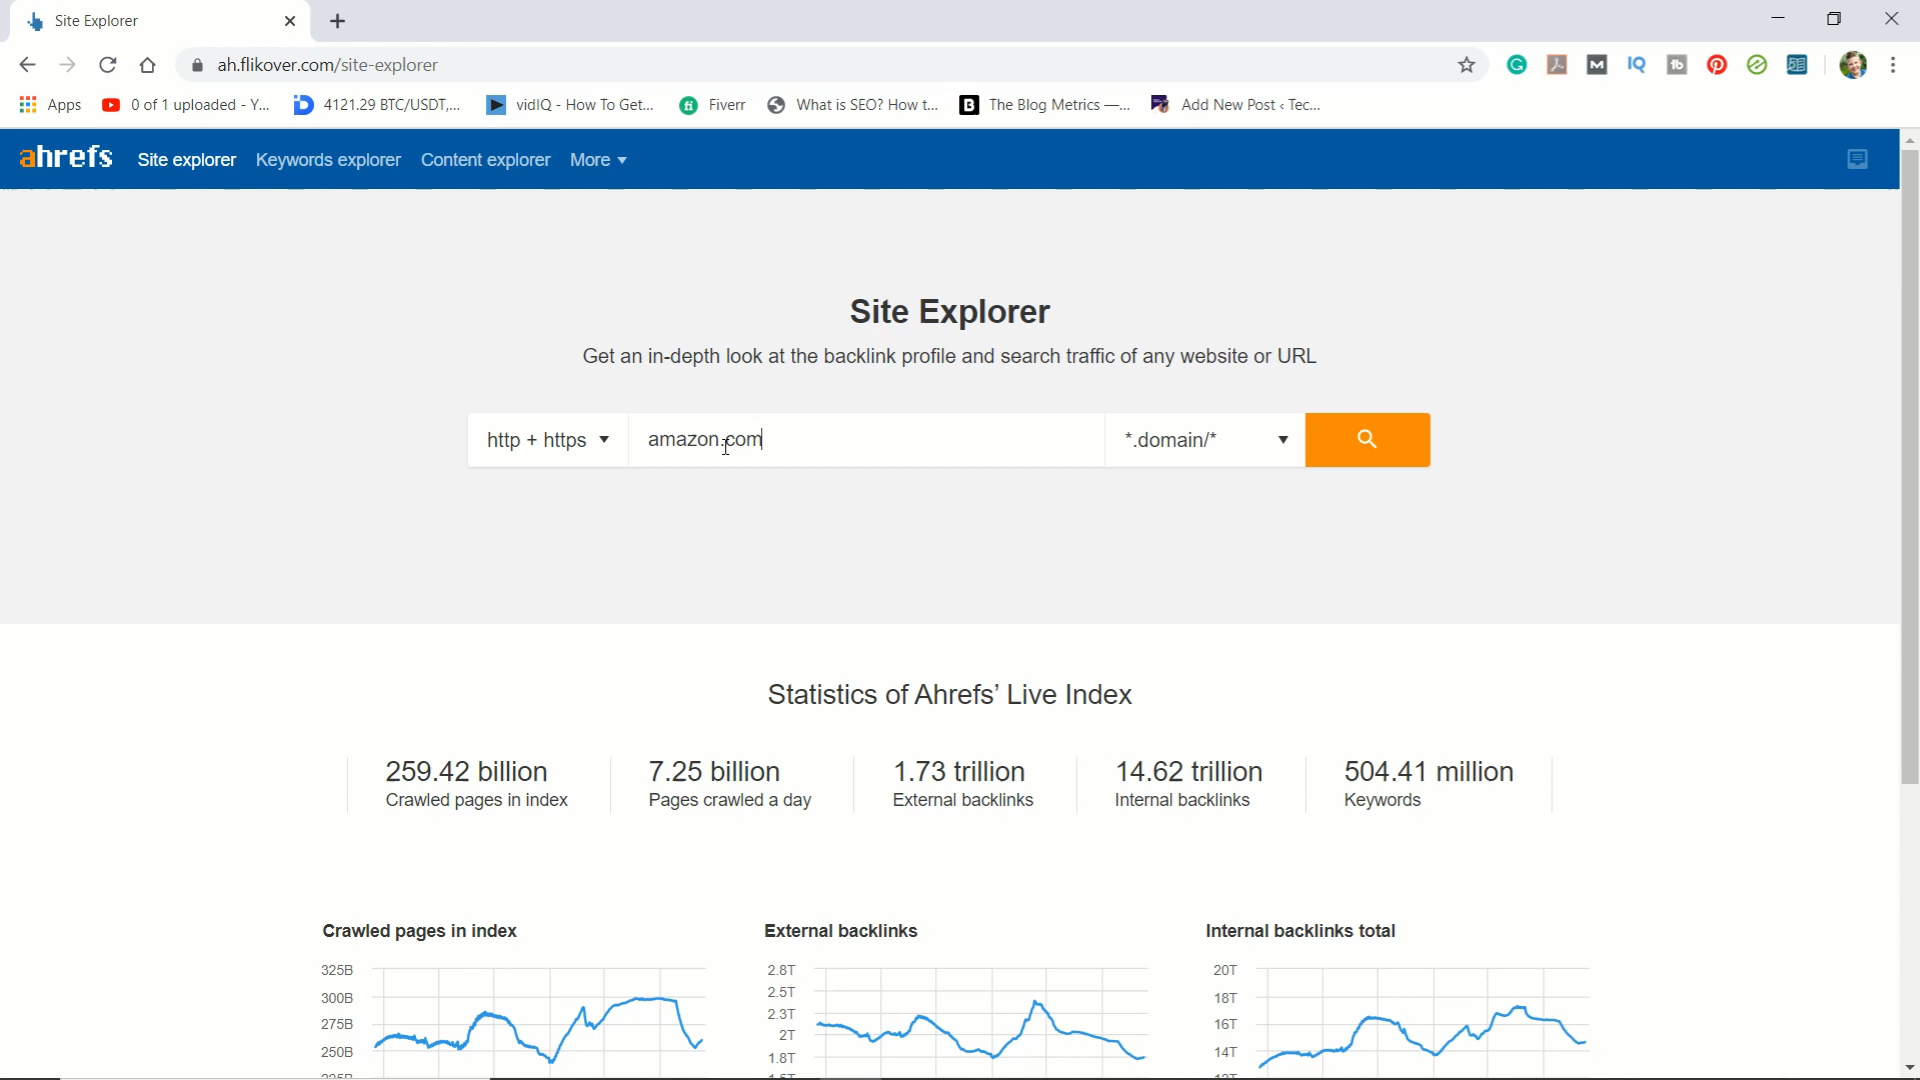 Site Explorer
ah.flikover.com/site-explorer
Apps
0 of 1 uploaded - Y...
4121.29 BTC/USDT,...
vidIQ - How To Get...
Fiverr
What is SEO? How t...
The Blog Metrics —...
Add New Post ‹ Tec...
ahrefs
Site explorer
Keywords explorer
Content explorer
More
Site Explorer
Get an in-depth look at the backlink profile and search traffic of any website or URL
http + https
amazon.com
*.domain/*
Statistics of Ahrefs’ Live Index
259.42 billion
Crawled pages in index
7.25 billion
Pages crawled a day
1.73 trillion
External backlinks
14.62 trillion
Internal backlinks
504.41 million
Keywords
Crawled pages in index
325B
300B
275B
250B
External backlinks
2.8T
2.5T
2.3T
2T
1.8T
Internal backlinks total
20T
18T
16T
14T